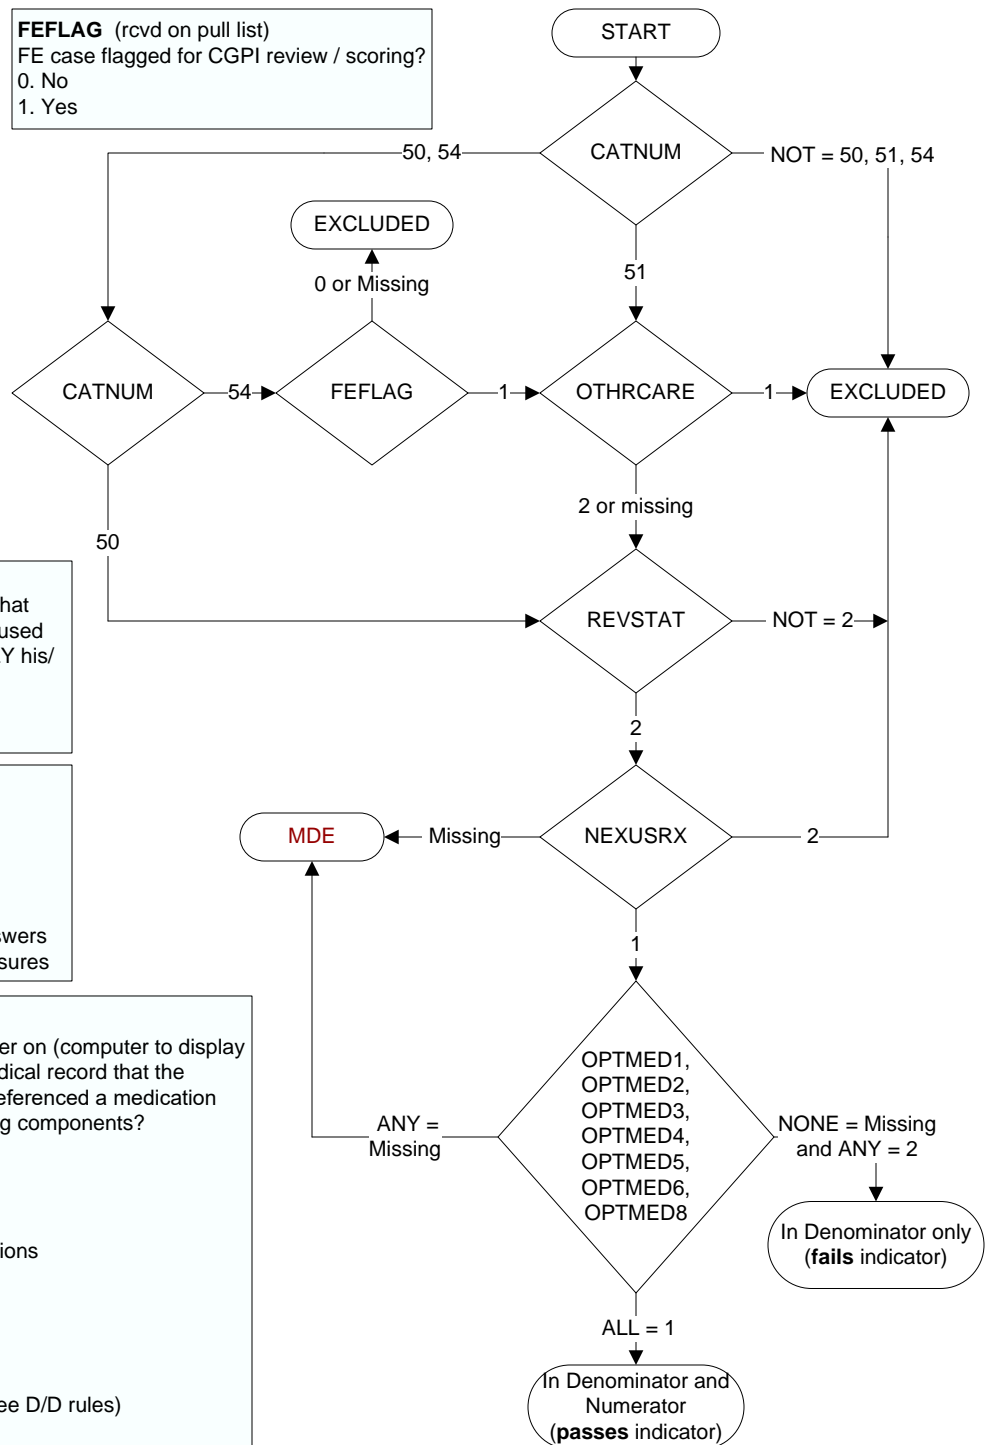 FEFLAG (rcvd on pull list)
FE case flagged for CGPI review / scoring?
0. No
1. Yes
START
CATNUM
50, 54
NOT = 50, 51, 54
EXCLUDED
0 or Missing
51
CATNUM
54
FEFLAG
1
OTHRCARE
1
EXCLUDED
2 or missing
50
REVSTAT
NOT = 2
hat
used
Y his/
2
MDE
Missing
NEXUSRX
2
swers
sures
1
er on (computer to display
dical record that the
eferenced a medication
g components?
tions
ee D/D rules)
OPTMED1,
OPTMED2,
OPTMED3,
OPTMED4,
OPTMED5,
OPTMED6,
OPTMED8
ANY =
Missing
NONE = Missing
and ANY = 2
In Denominator only
(fails indicator)
ALL = 1
In Denominator and
Numerator
(passes indicator)